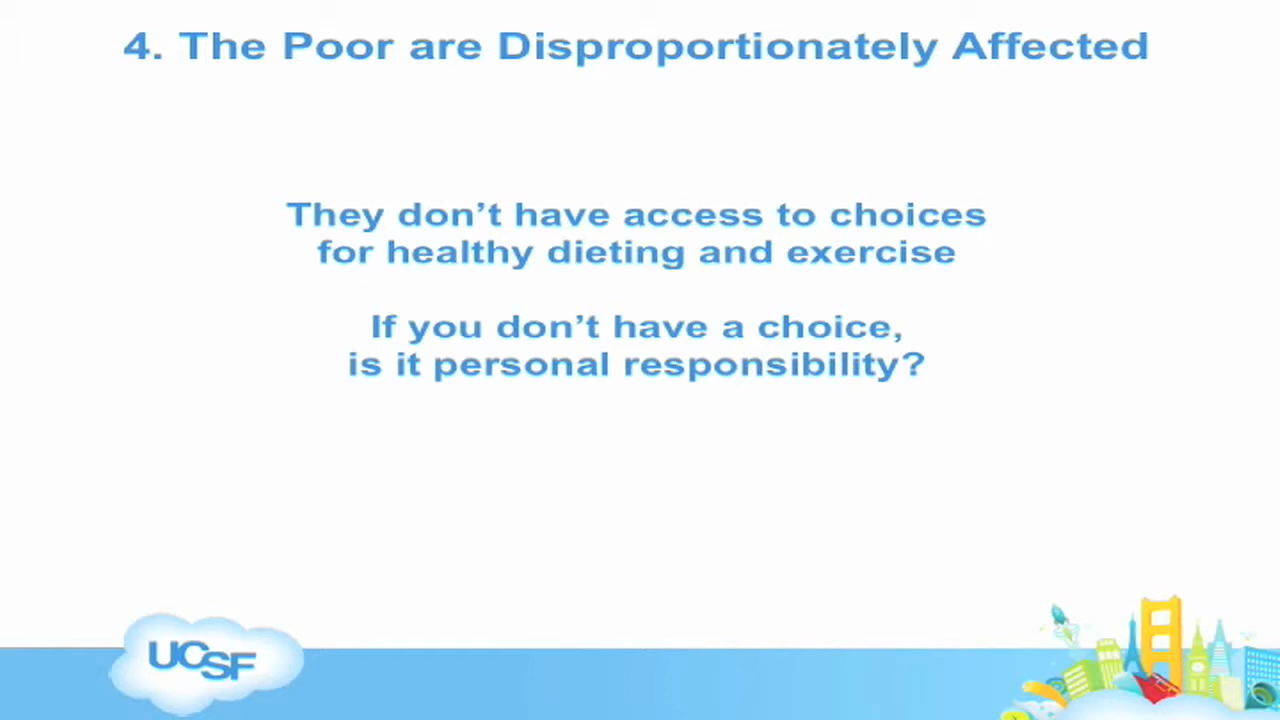 4. The Poor are Disproportionately Affected
They don't have access to choices
for healthy dieting and exercise
If you don't have a choice,
is it personal responsibility?
UCSF